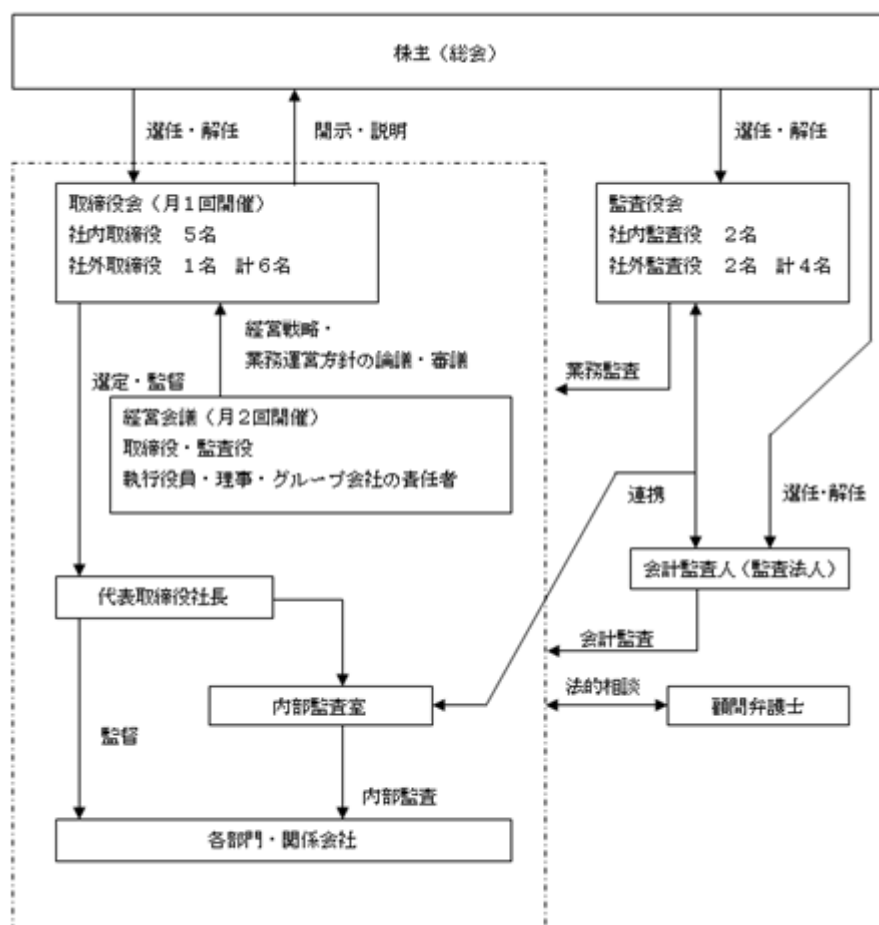 株主（総会）
選任・解任
開示・説明
選任・解任
取締役会（月１回開催）
社内取締役　５名
社外取締役　１名　計６名
監査役会
社内監査役　２名
社外監査役　２名　計４名
経営戦略・
業務運営方針の論議・審議
業務監査
選定・監督
経営会議（月２回開催）
取締役・監査役
執行役員・理事・グループ会社の責任者
連携
選任・解任
会計監査人（監査法人）
代表取締役社長
会計監査
法的相談
内部監査室
顧問弁護士
監督
内部監査
各部門・関係会社